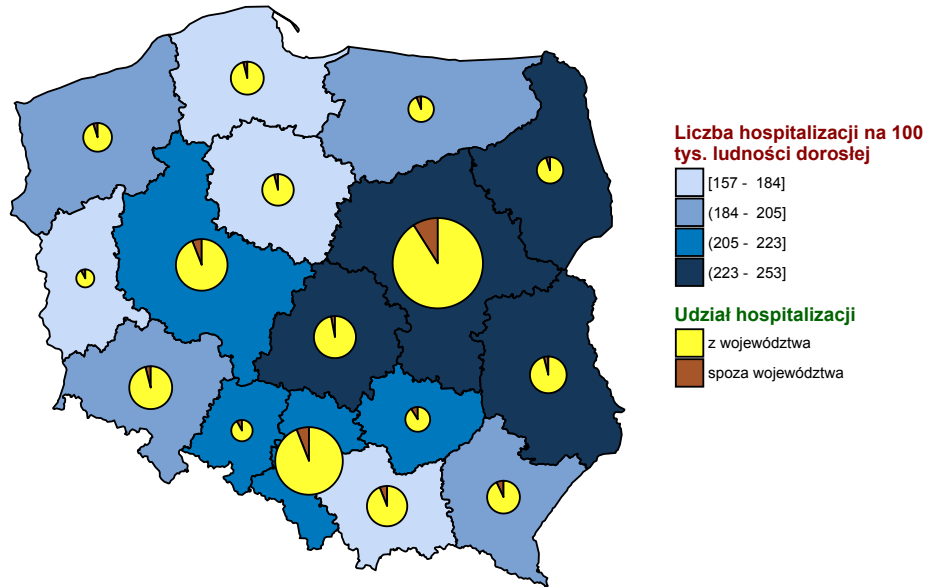 Liczba hospitalizacji na 100
tys. ludności dorosłej
[157 - 184]
(184 - 205]
(205 - 223]
(223 - 253]
Udział hospitalizacji
z województwa
spoza województwa